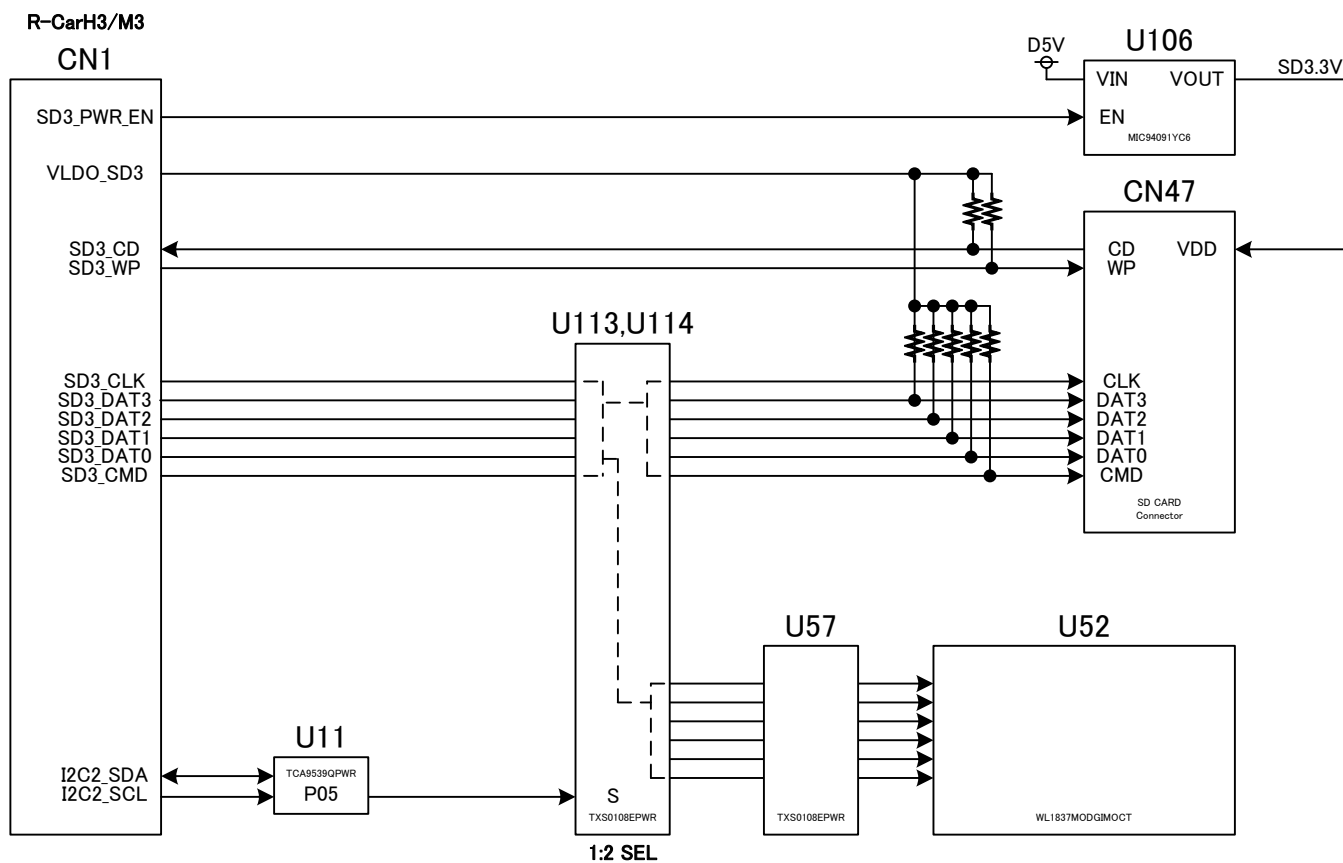 R-CarH3/M3
CN1
SD3_PWR_EN
VLDO_SD3
SD3_CD
SD3_WP
SD3_CLK
SD3_DAT3
SD3_DAT2
SD3_DAT1
SD3_DAT0
SD3_CMD
I2C2_SDA
I2C2_SCL
U11
TCA9539QPWR
P05
U113,U114
S
TXS0108EPWR
1:2 SEL
D5V
U106
VIN VOUT
EN
MIC94091YC6
SD3.3V
CN47
CD VDD
WP
CLK
DAT3
DAT2
DAT1
DAT0
CMD
SD CARD
Connector
U57
TXS0108EPWR
U52
WL1837MODGIMOCT